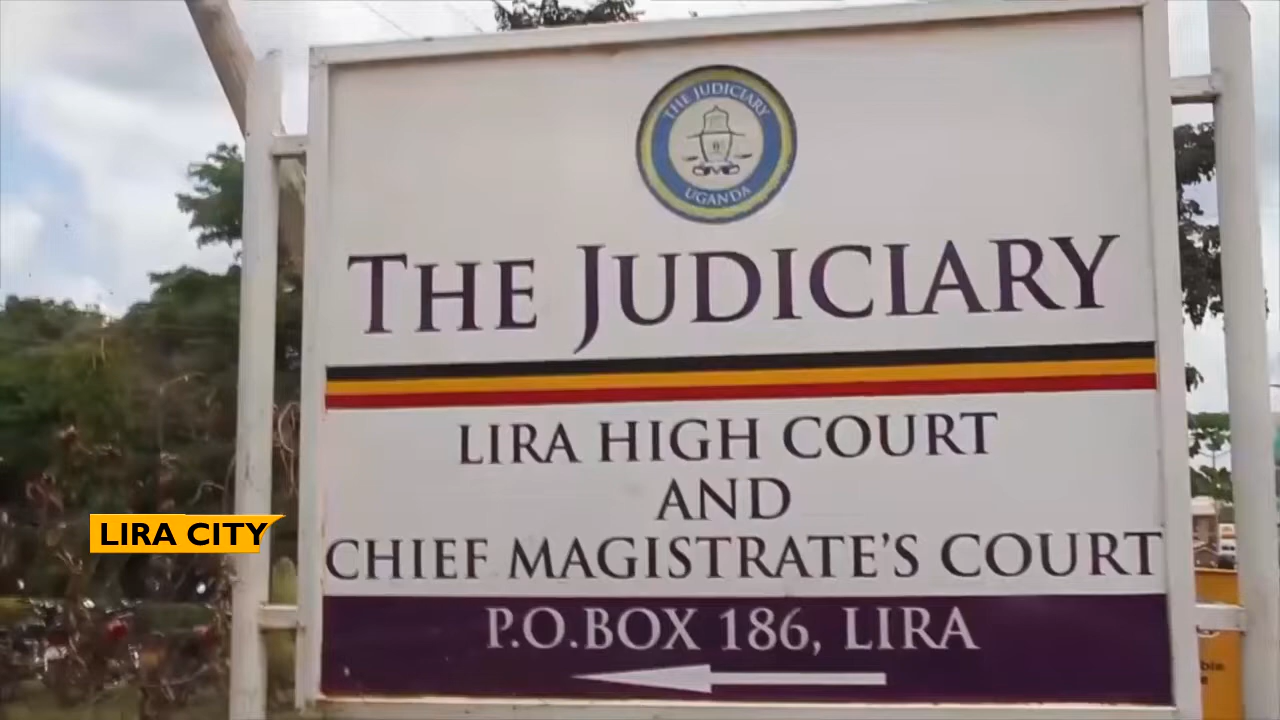 THE JUDICIARY
UGANDA
THE JUDICIARY
LIRA HIGH COURT
AND
CHIEF MAGISTRATE'S COURT
P.O.BOX 186, LIRA
LIRA CITY